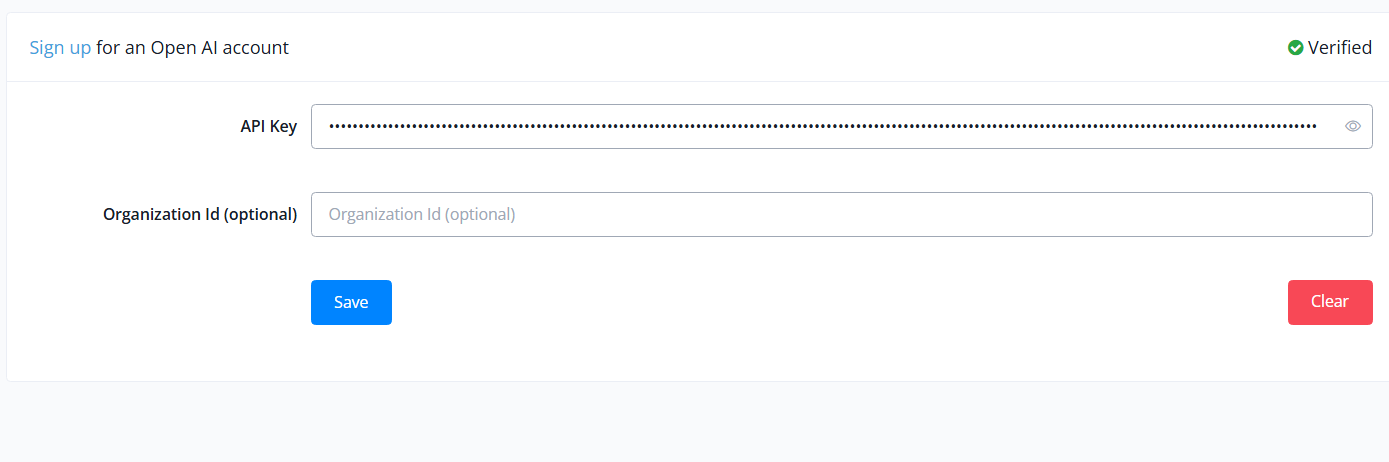 Sign up for an Open AI account
Verified
API Key
Organization Id (optional)
Organization Id (optional)
Save
Clear